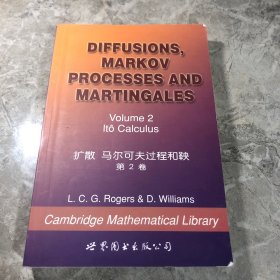 DIFFUSIONS,
MARKOV
PROCESSES AND
MARTINGALES
Volume 2
Itô Calculus
扩散 马尔可夫过程和鞅
第 2 卷
L. C. G. Rogers & D. Williams
Cambridge Mathematical Library
世界图书出版公司